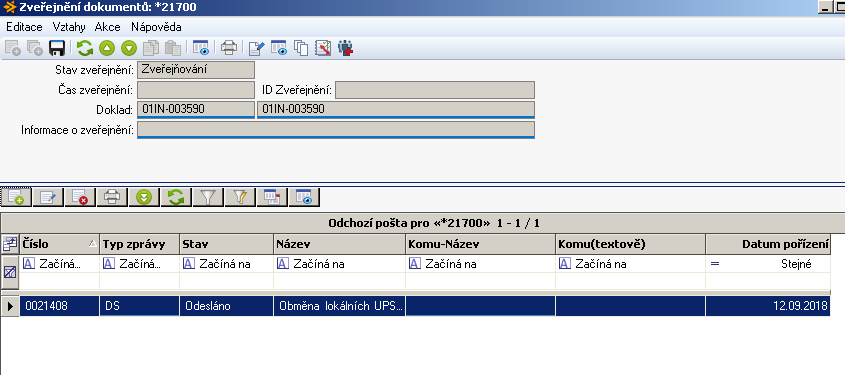 Zveřejnění dokumentů: *21700
Editace Vztahy Akce Nápověda
Stav zveřejnění: Zveřejňování
Čas zveřejnění: ID Zveřejnění:
Doklad: 01IN-003590 01IN-003590
Informace o zveřejnění:
Odchozí pošta pro «*21700» 1 - 1 / 1
Číslo Typ zprávy Stav Název Komu-Název Komu(textově) Datum pořízení
A Začíná... A Začíná... A Začíná na A Začíná na A Začíná na A Začíná na = Stejné
0021408 DS Odesláno Obměna lokálních UPS... 12.09.2018